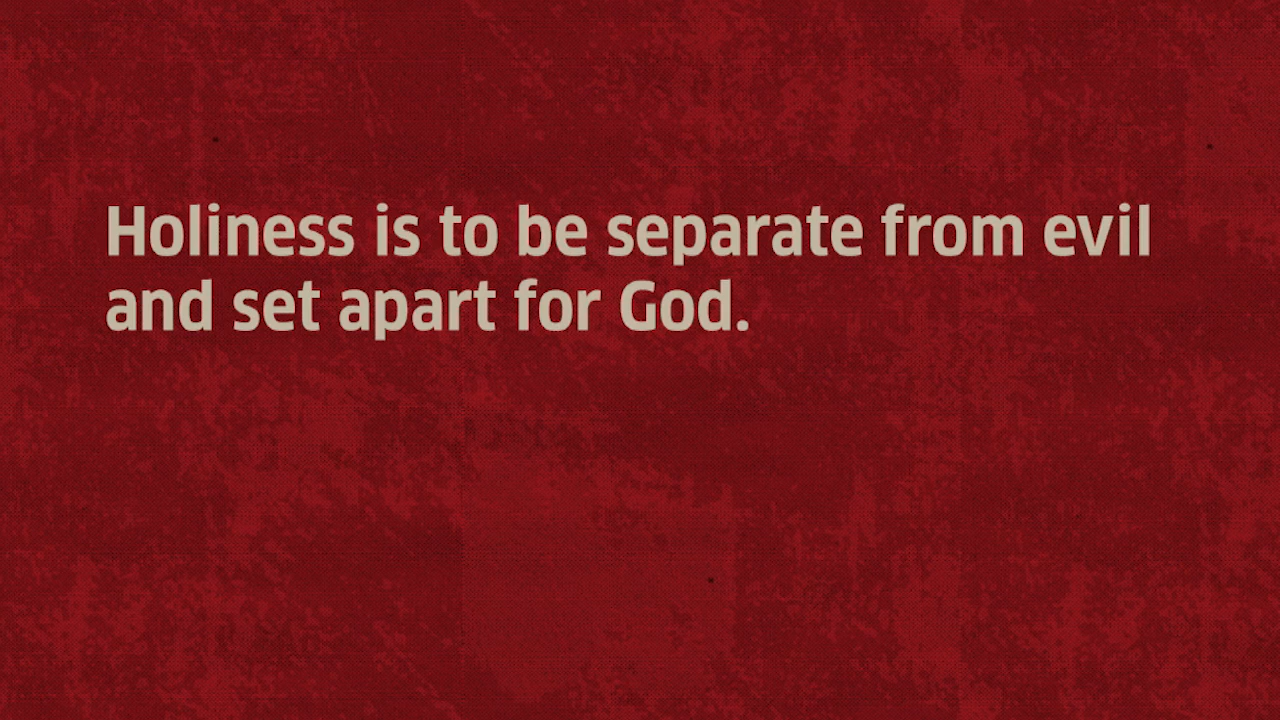 Holiness is to be separate from evil
and set apart for God.